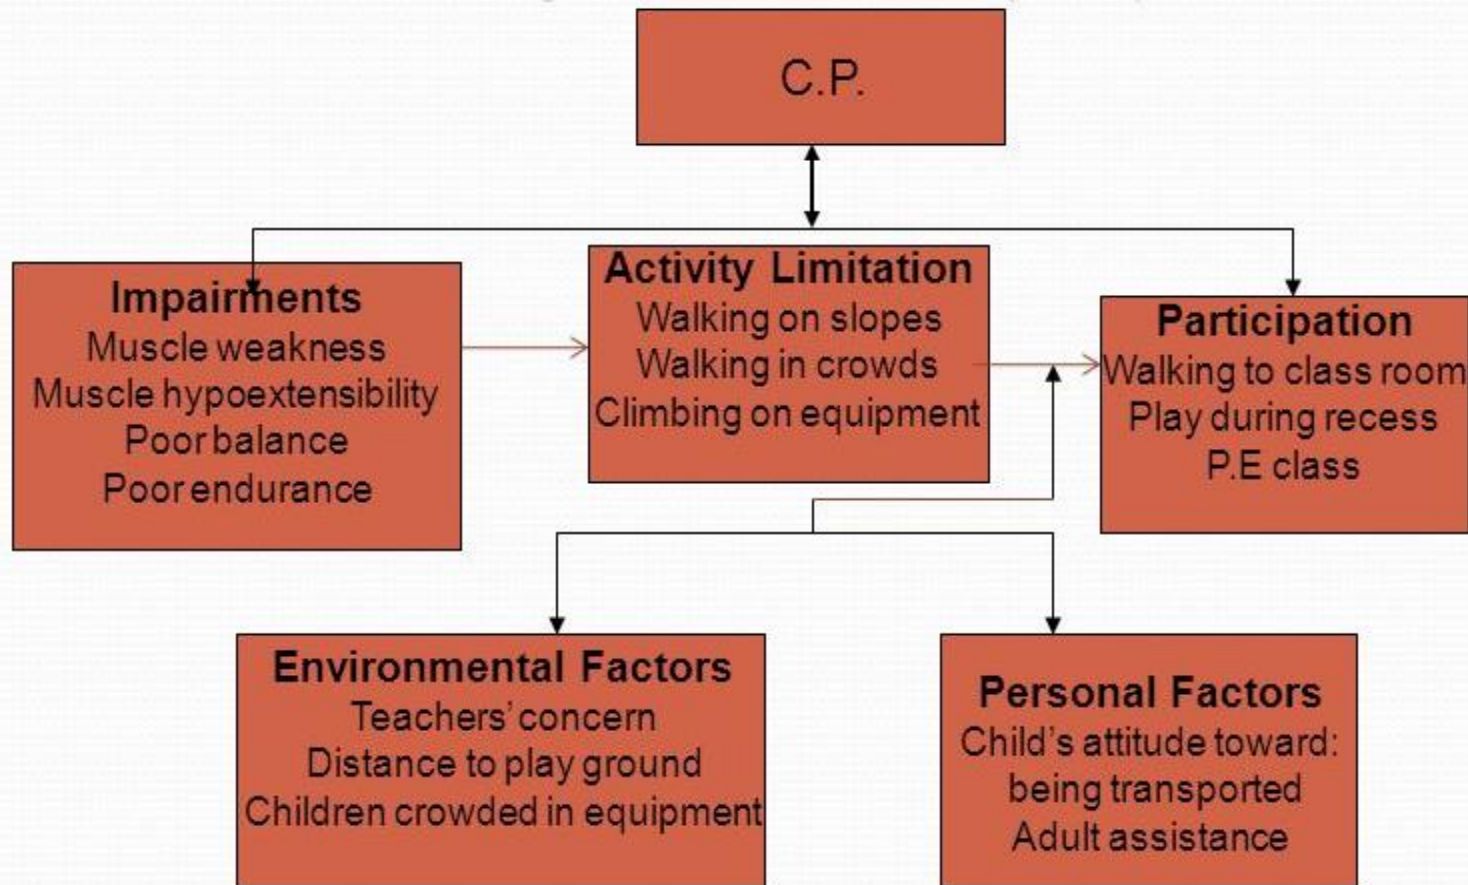 C.P.
Impairments
Muscle weakness
Muscle hypoextensibility
Poor balance
Poor endurance
Activity Limitation
Walking on slopes
Walking in crowds
Climbing on equipment
Participation
Walking to class room
Play during recess
P.E class
Environmental Factors
Teachers' concern
Distance to play ground
Children crowded in equipment
Personal Factors
Child's attitude toward:
being transported
Adult assistance